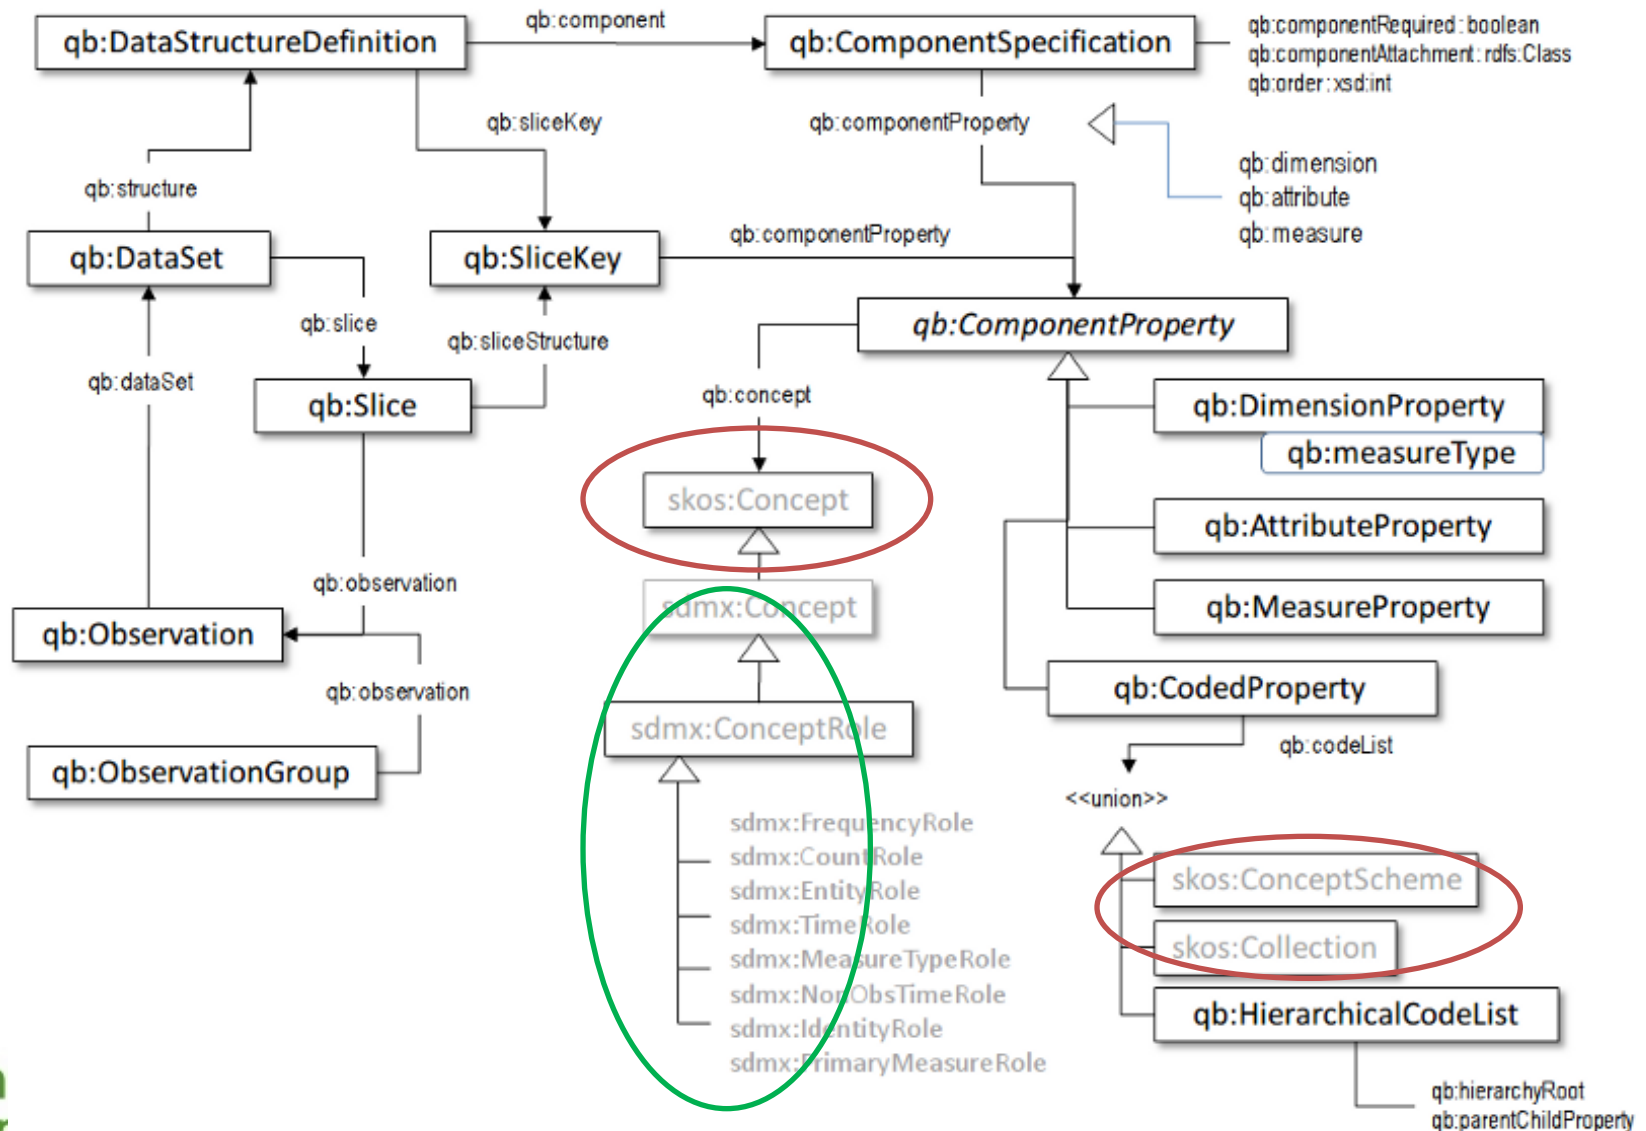 qb:component
qb:DataStructureDefinition
qb:ComponentSpecification
qb:componentRequired:boolean
qb:componentAttachment:rdfs:Class
qb:order:xsd:int
qb:sliceKey
qb:componentProperty
qb:dimension
qb:attribute
qb:measure
qb:structure
qb:DataSet
qb:SliceKey
qb:componentProperty
qb:ComponentProperty
qb:slice
qb:sliceStructure
qb:dataSet
qb:Slice
qb:concept
qb:DimensionProperty
qb:measureType
skos:Concept
qb:AttributeProperty
qb:observation
sdmx:Concept
qb:MeasureProperty
qb:Observation
qb:observation
qb:CodedProperty
sdmx:ConceptRole
qb:codeList
qb:ObservationGroup
<<union>>
sdmx:FrequencyRole
sdmx:CountRole
sdmx:EntityRole
sdmx:TimeRole
sdmx:MeasureTypeRole
sdmx:NonObsTimeRole
sdmx:IdentityRole
sdmx:PrimaryMeasureRole
skos:ConceptScheme
skos:Collection
qb:HierarchicalCodeList
qb:hierarchyRoot
qb:parentChildProperty